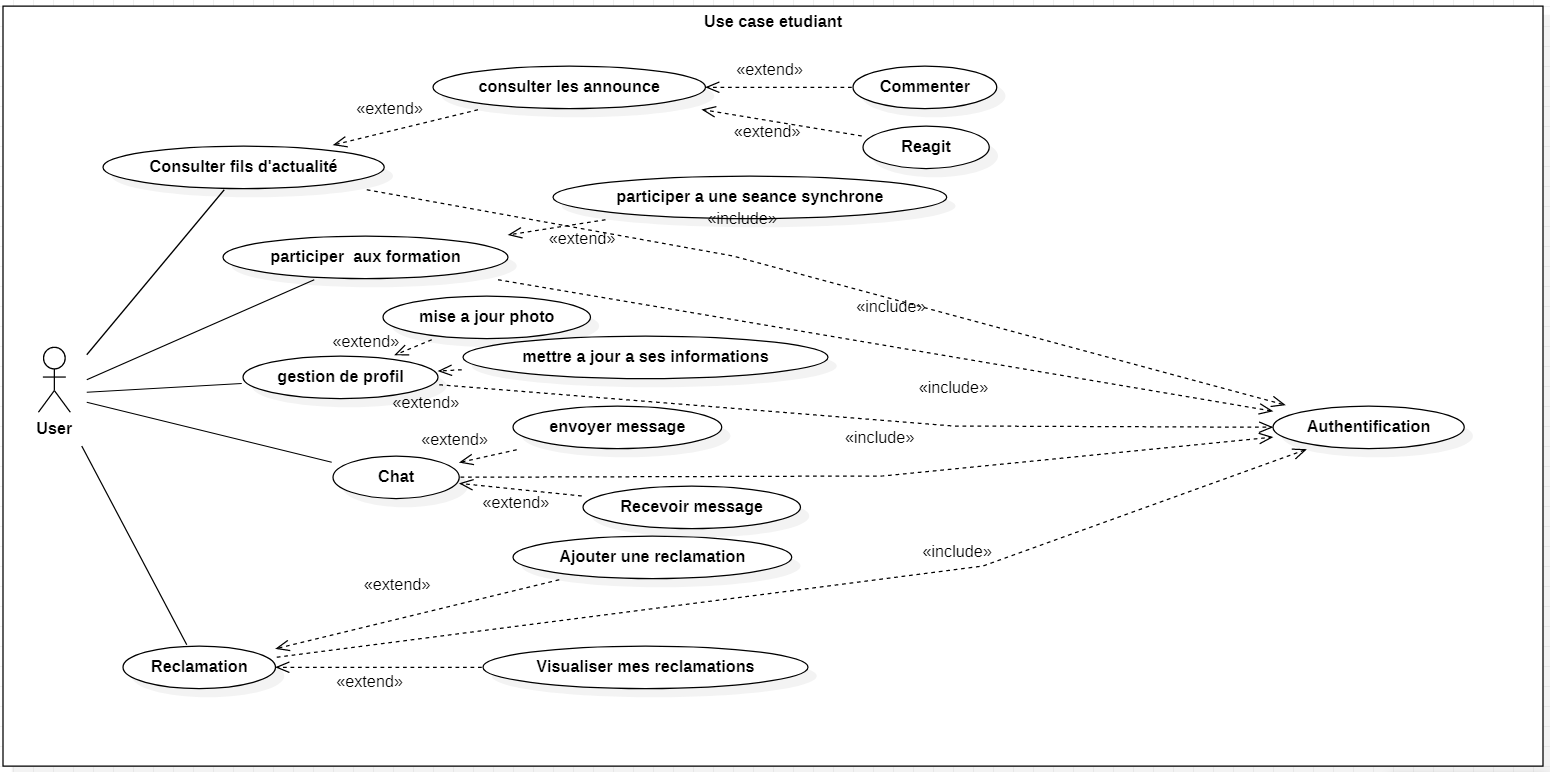 Use case etudiant
«extend»
consulter les announce
Commenter
«extend»
«extend»
Reagit
Consulter fils d'actualité
participer a une seance synchrone
«include»
«extend»
participer  aux formation
«include»
mise a jour photo
«extend»
mettre a jour a ses informations
gestion de profil
«include»
«extend»
envoyer message
Authentification
User
«extend»
«include»
Chat
«extend»
Recevoir message
Ajouter une reclamation
«include»
«extend»
Reclamation
Visualiser mes reclamations
«extend»